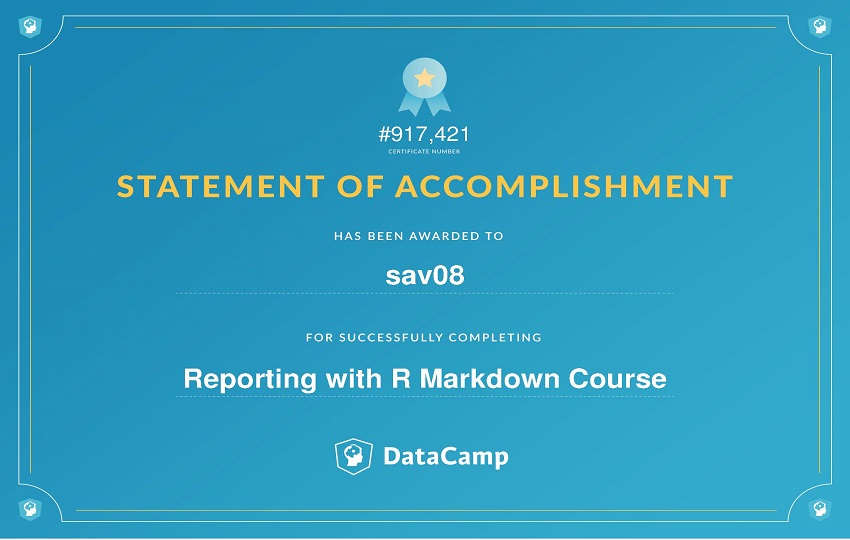 #917,421
CERTIFICATE NUMBER
STATEMENT OF ACCOMPLISHMENT
HAS BEEN AWARDED TO
sav08
FOR SUCCESSFULLY COMPLETING
Reporting with R Markdown Course
DataCamp